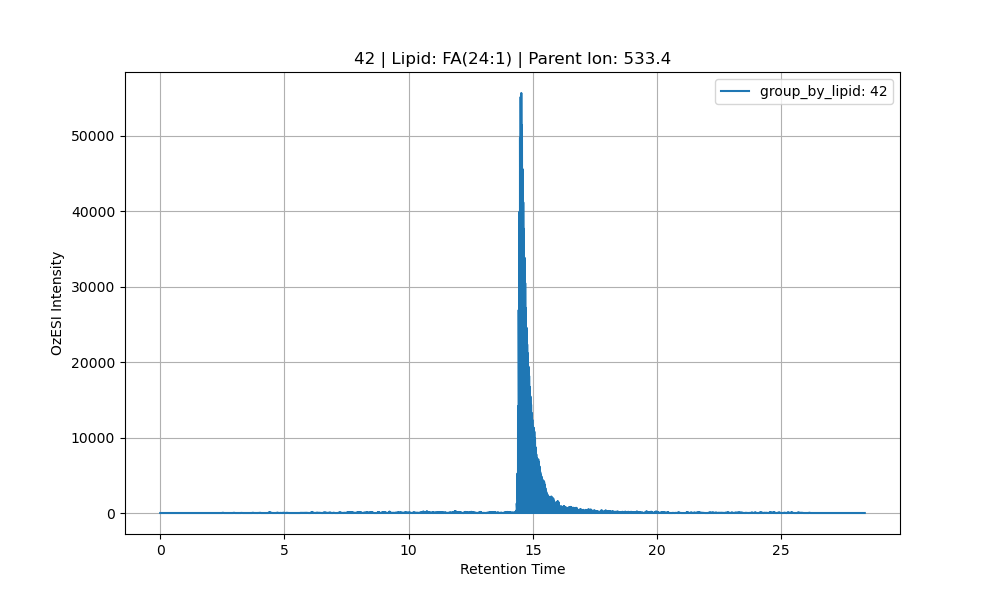 42 | Lipid: FA(24:1) | Parent Ion: 533.4
group_by_lipid: 42
OzESI Intensity
50000
40000
30000
20000
10000
0
0 5 10 15 20 25
Retention Time